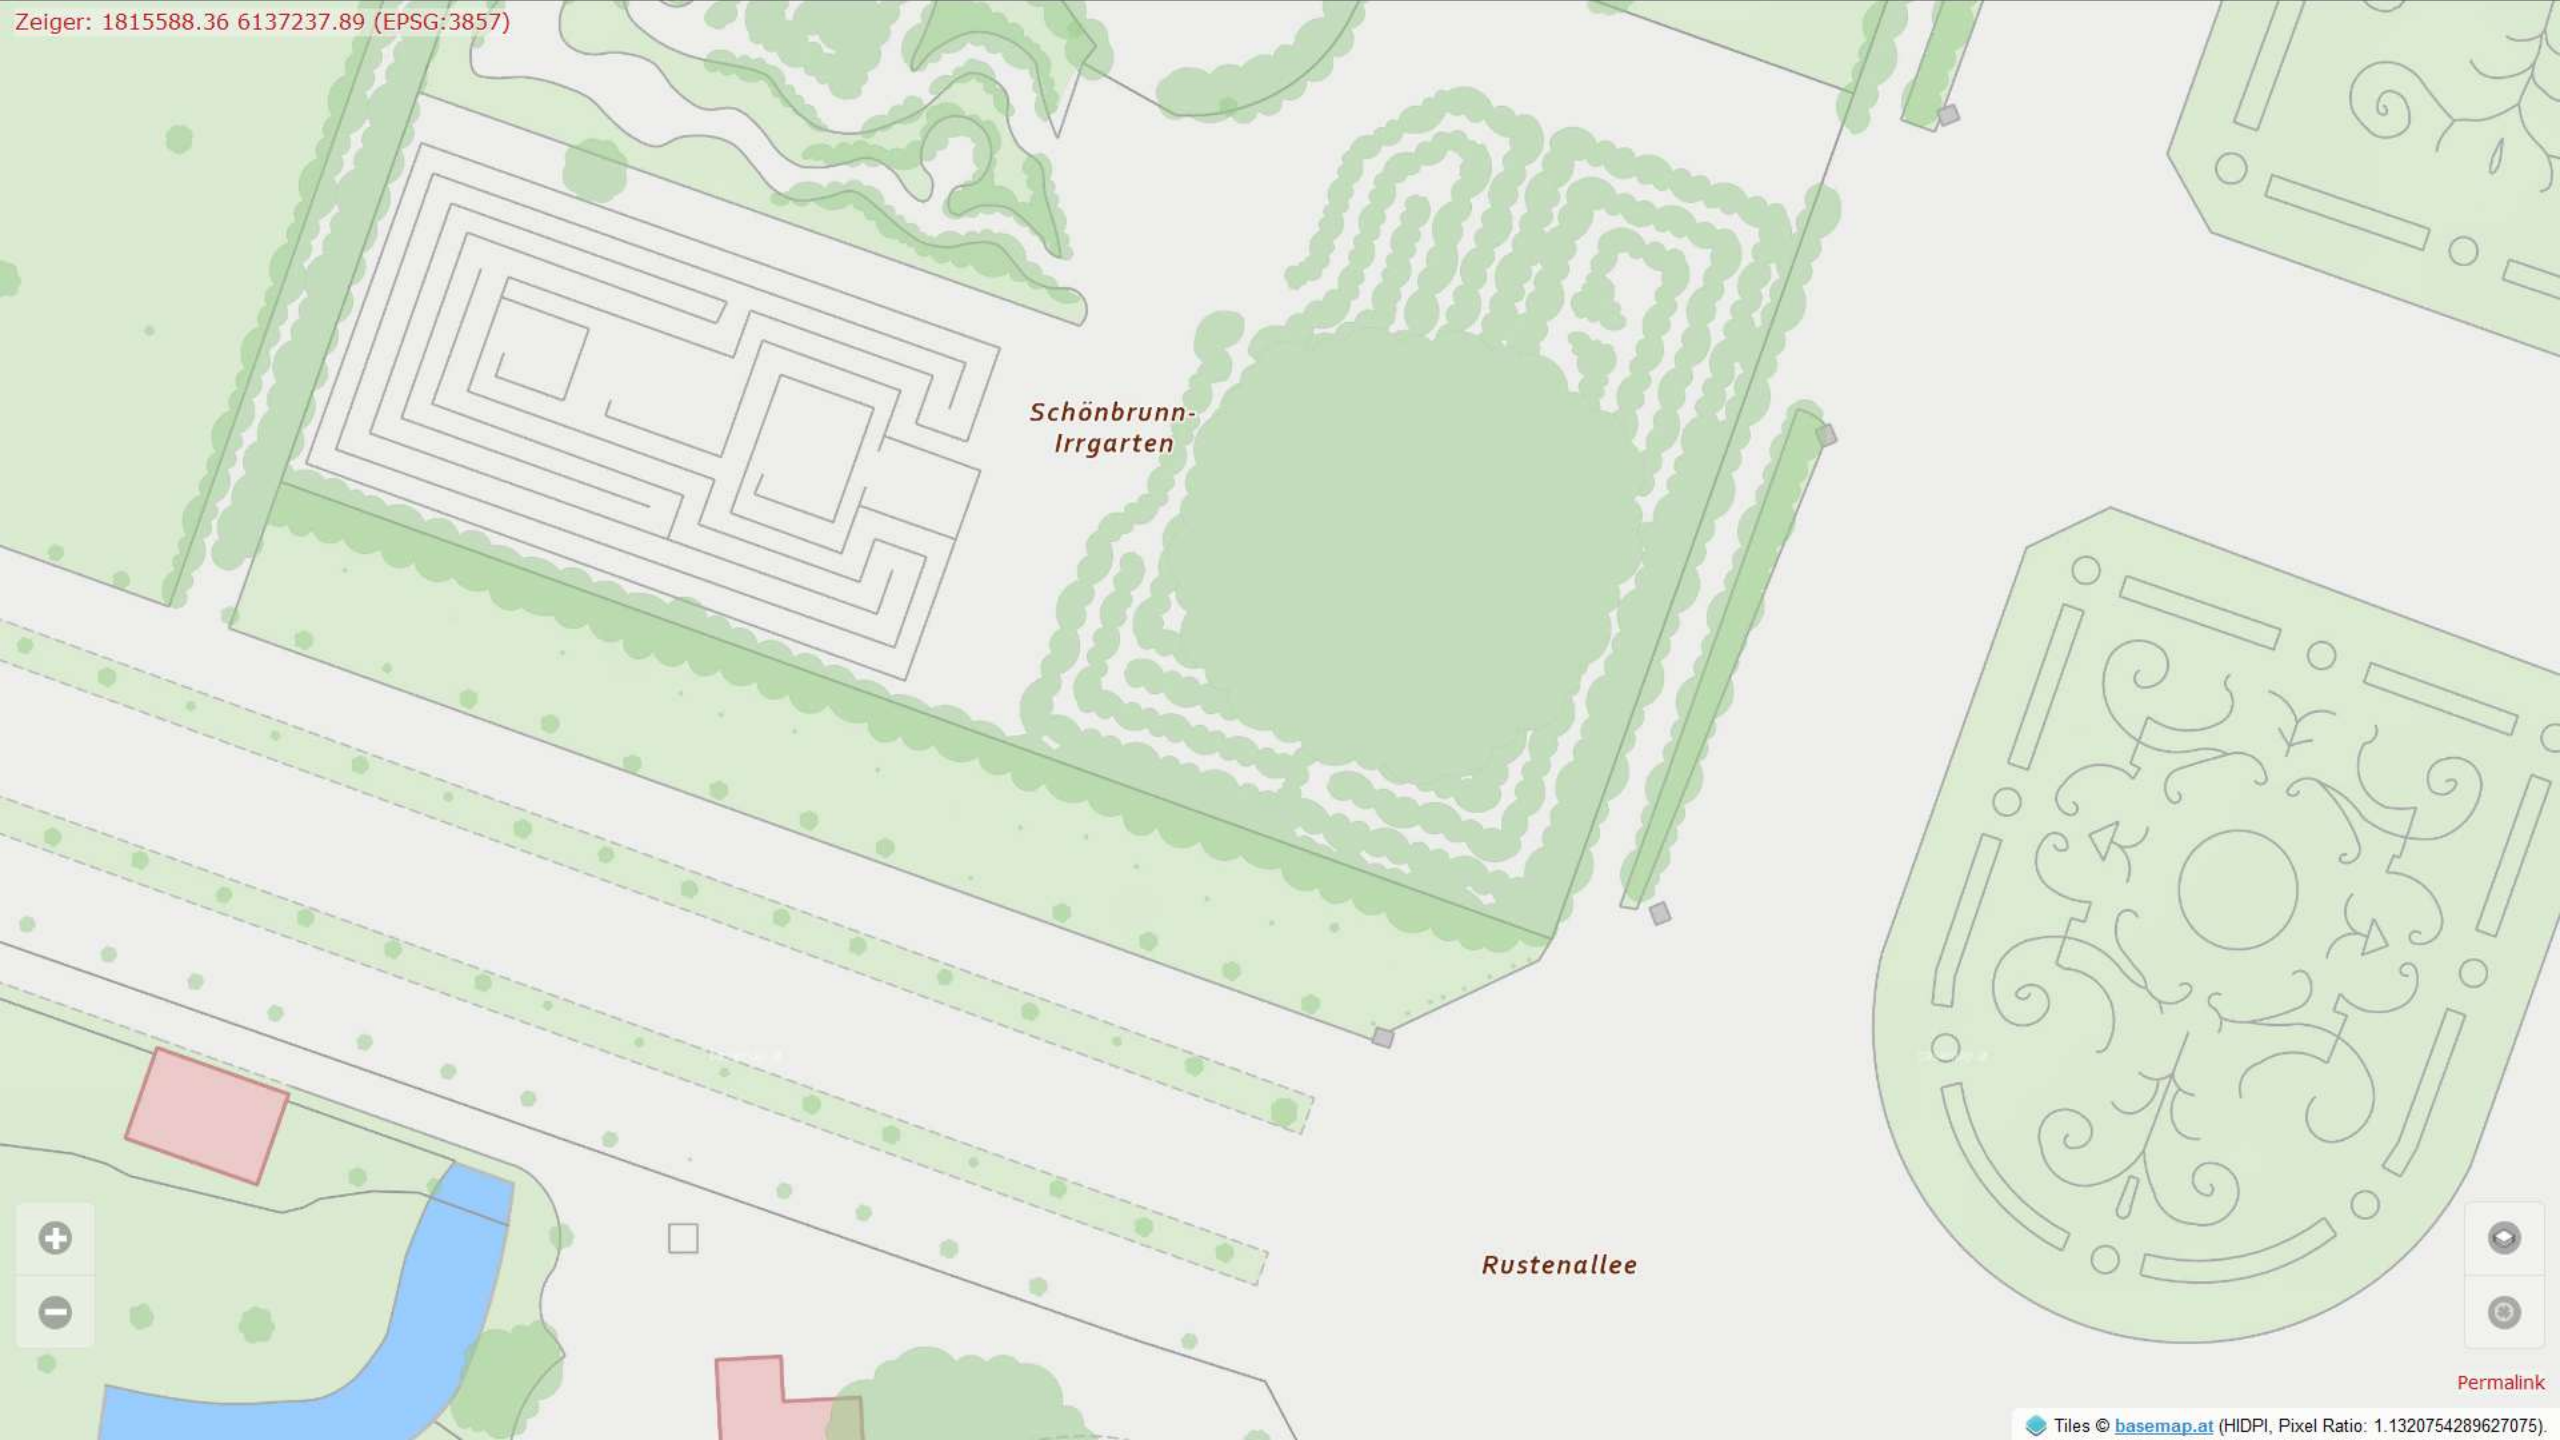 Zeiger: 1815588.36 6137237.89 (EPSG:3857)
Schönbrunn-
Irrgarten
Rustenallee
Permalink
Tiles © basemap.at (HIDPI, Pixel Ratio: 1.1320754289627075).